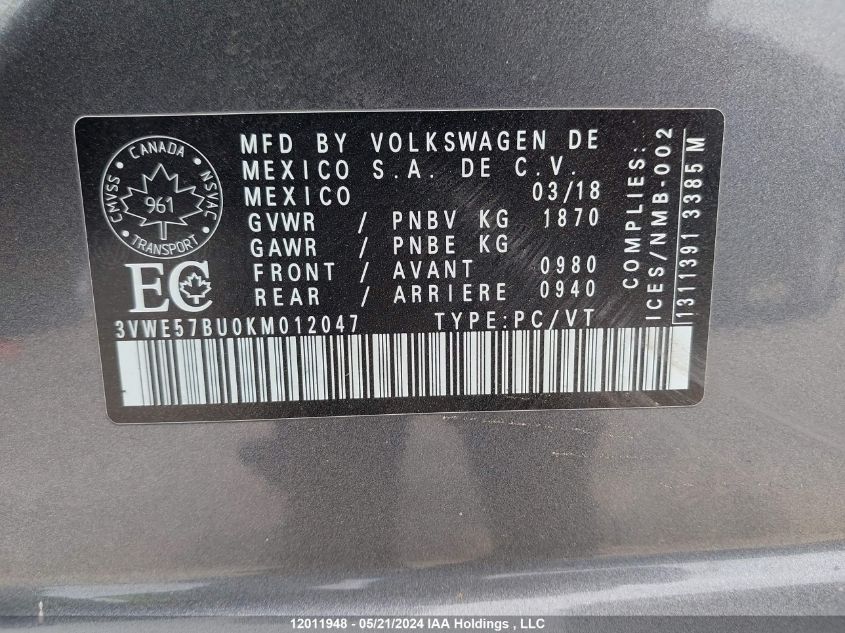 CANADA
CMVSS
NSVAC
961
TRANSPORT
EC
MFD BY VOLKSWAGEN DE
MEXICO S.A. DE C.V.
MEXICO 03/18
GVWR / PNBV KG 1870
GAWR / PNBE KG
FRONT / AVANT 0980
REAR / ARRIERE 0940
3VWE57BU0KM012047 TYPE:PC/VT
COMPLIES:
ICES/NMB-002
1311391 3385 M
12011948 - 05/21/2024 IAA Holdings , LLC